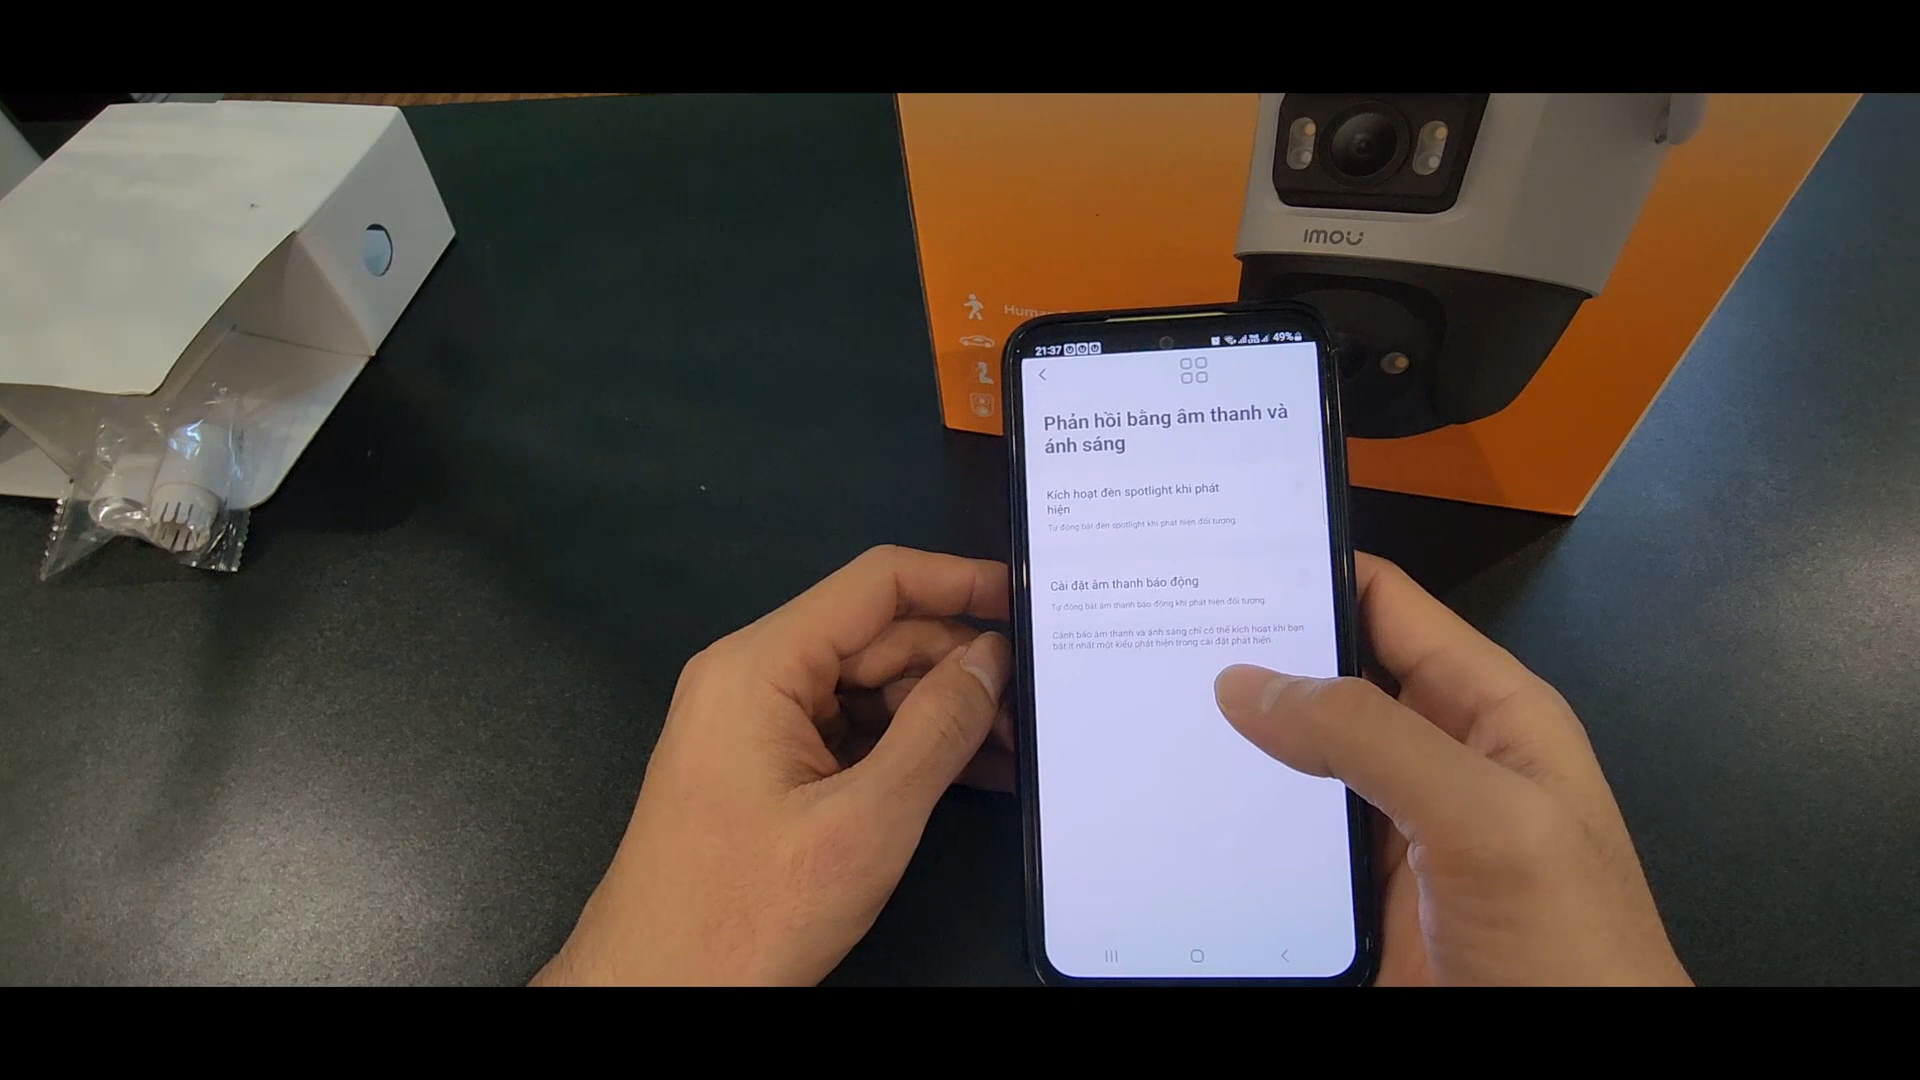 imou
Human
21:37
49%
Phản hồi bằng âm thanh và
ánh sáng
Kích hoạt đèn spotlight khi phát
hiện
Tự động bật đèn spotlight khi phát hiện đối tượng.
Cài đặt âm thanh báo động
Tự động bật âm thanh báo động khi phát hiện đối tượng.
Cảnh báo âm thanh và ánh sáng chỉ có thể kích hoạt khi bạn
bật ít nhất một kiểu phát hiện trong cài đặt phát hiện.